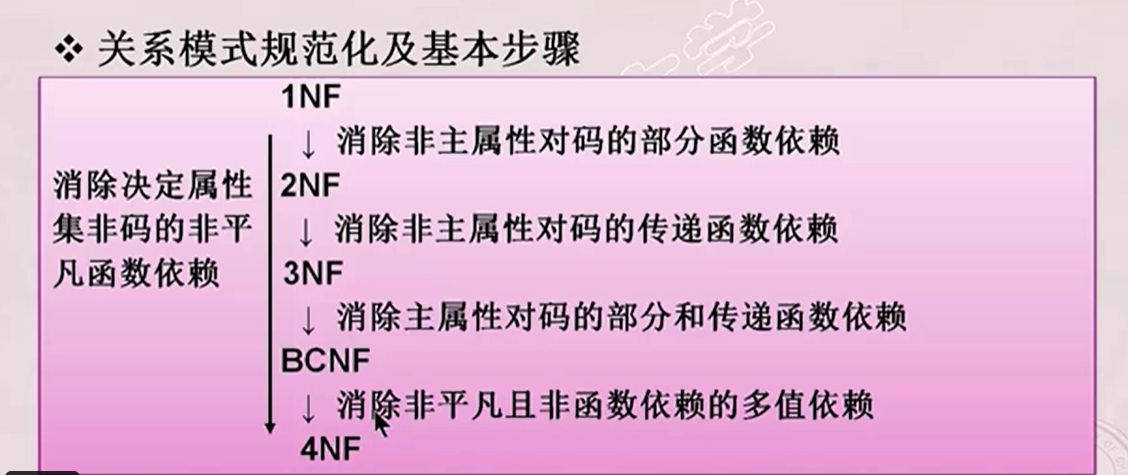 ❖ 关系模式规范化及基本步骤
1NF
↓ 消除非主属性对码的部分函数依赖
消除决定属性 2NF
集非码的非平 ↓ 消除非主属性对码的传递函数依赖
凡函数依赖 3NF
↓ 消除主属性对码的部分和传递函数依赖
BCNF
↓ 消除非平凡且非函数依赖的多值依赖
4NF